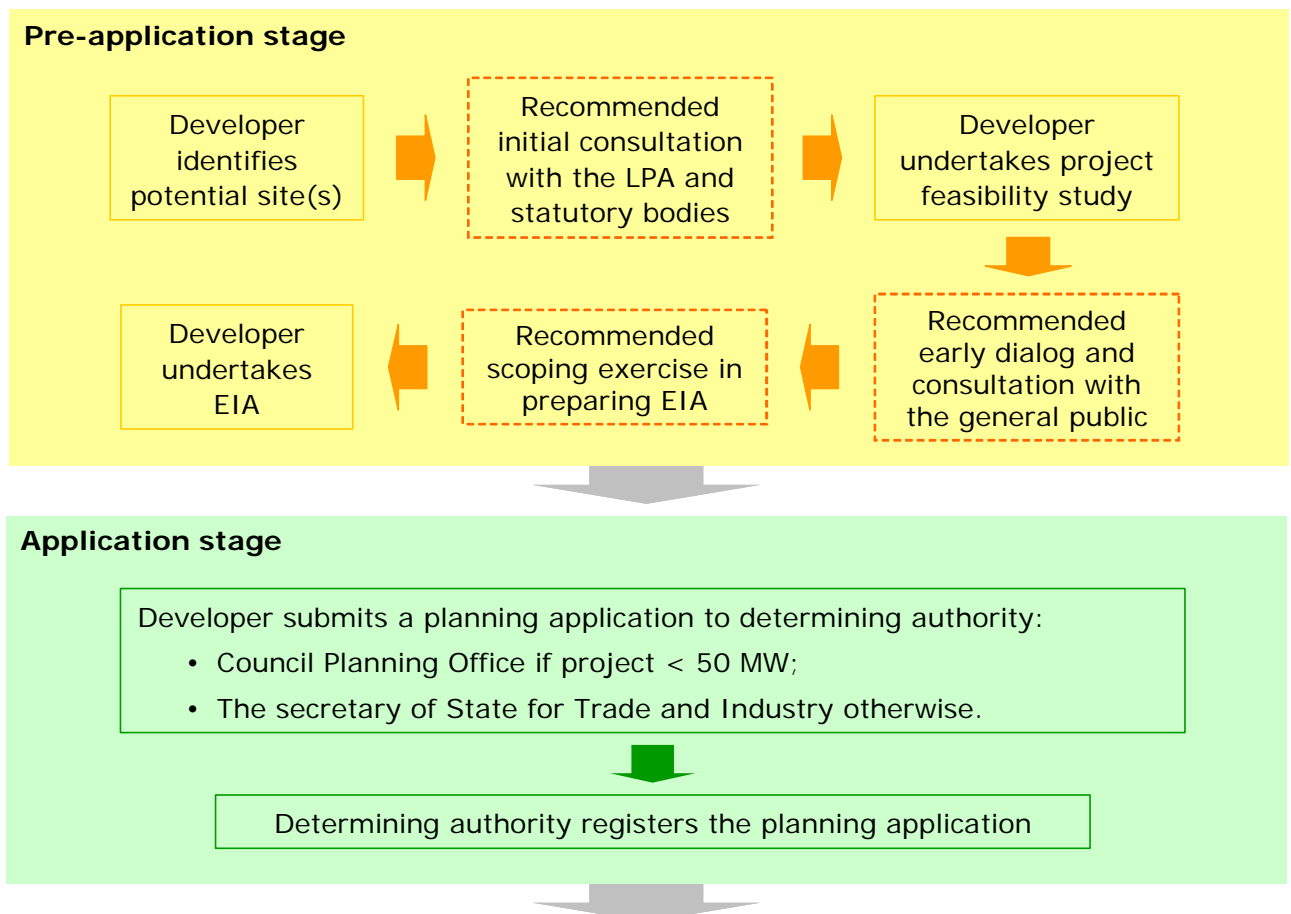 Pre-application stage
Developer
identifies
potential site(s)
Recommended
initial consultation
with the LPA and
statutory bodies
Developer
undertakes project
feasibility study
Recommended
early dialog and
consultation with
the general public
Recommended
scoping exercise in
preparing EIA
Developer
undertakes
EIA
Application stage
Developer submits a planning application to determining authority:
• Council Planning Office if project < 50 MW;
• The secretary of State for Trade and Industry otherwise.
Determining authority registers the planning application